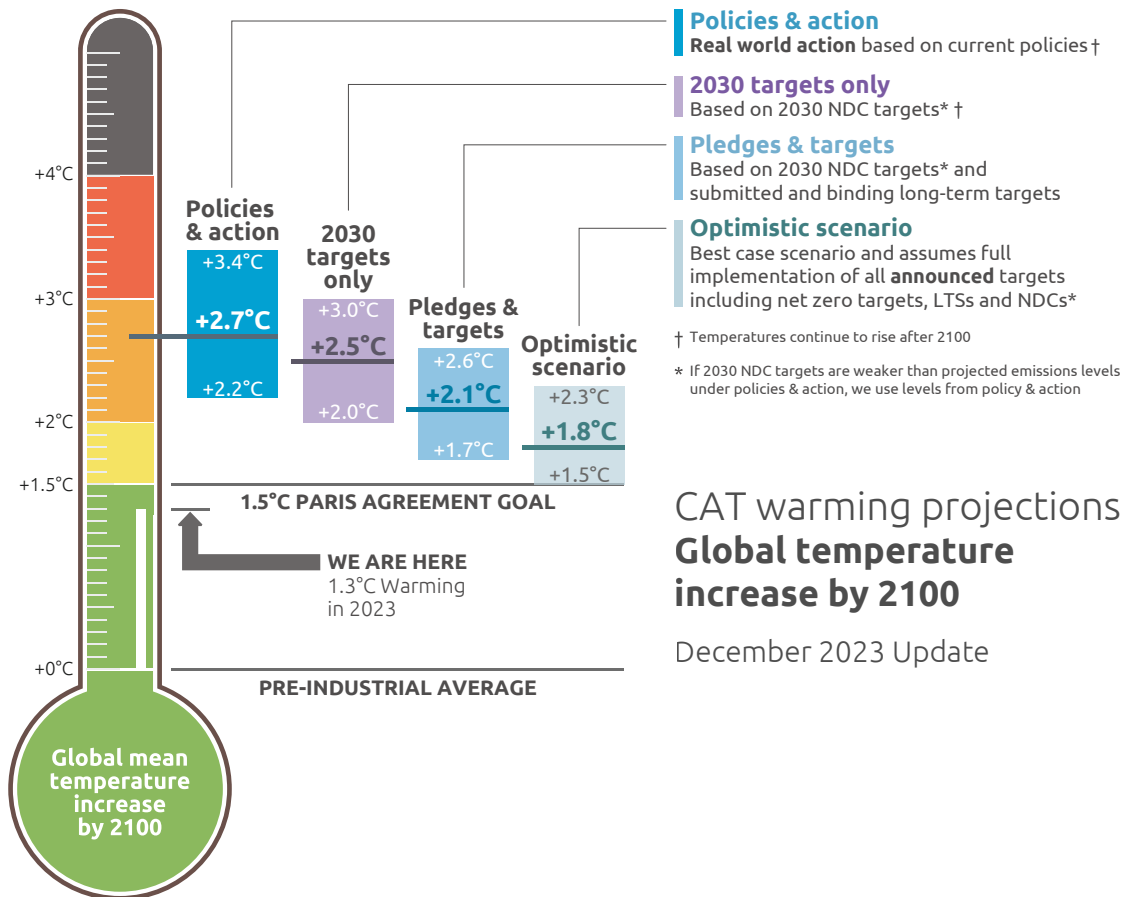 Policies & action
Real world action based on current policies †
2030 targets only
Based on 2030 NDC targets* †
Pledges & targets
Based on 2030 NDC targets* and
submitted and binding long-term targets
Optimistic scenario
Best case scenario and assumes full
implementation of all announced targets
including net zero targets, LTSs and NDCs*
† Temperatures continue to rise after 2100
* If 2030 NDC targets are weaker than projected emissions levels
under policies & action, we use levels from policy & action
+4°C
+3°C
+2°C
+1.5°C
+0°C
Policies
& action
+3.4°C
+2.7°C
+2.2°C
2030
targets
only
+3.0°C
+2.5°C
+2.0°C
Pledges &
targets
+2.6°C
+2.1°C
+1.7°C
Optimistic
scenario
+2.3°C
+1.8°C
+1.5°C
1.5°C PARIS AGREEMENT GOAL
WE ARE HERE
1.3°C Warming
in 2023
PRE-INDUSTRIAL AVERAGE
Global mean
temperature
increase
by 2100
CAT warming projections
Global temperature
increase by 2100
December 2023 Update